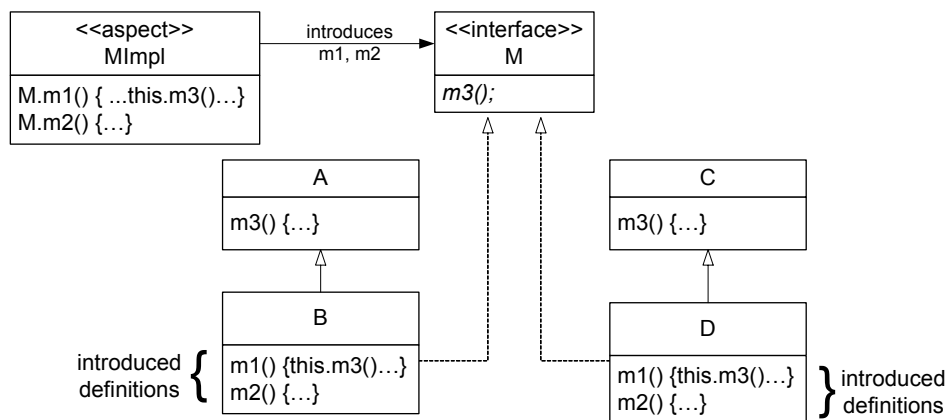 <<aspect>>
MImpl
M.m1() { ...this.m3()…}
M.m2() {…}
introduces
m1, m2
<<interface>>
M
m3();
A
m3() {…}
C
m3() {…}
B
m1() {this.m3()…}
m2() {…}
introduced
definitions
{
D
m1() {this.m3()…}
m2() {…}
}
introduced
definitions